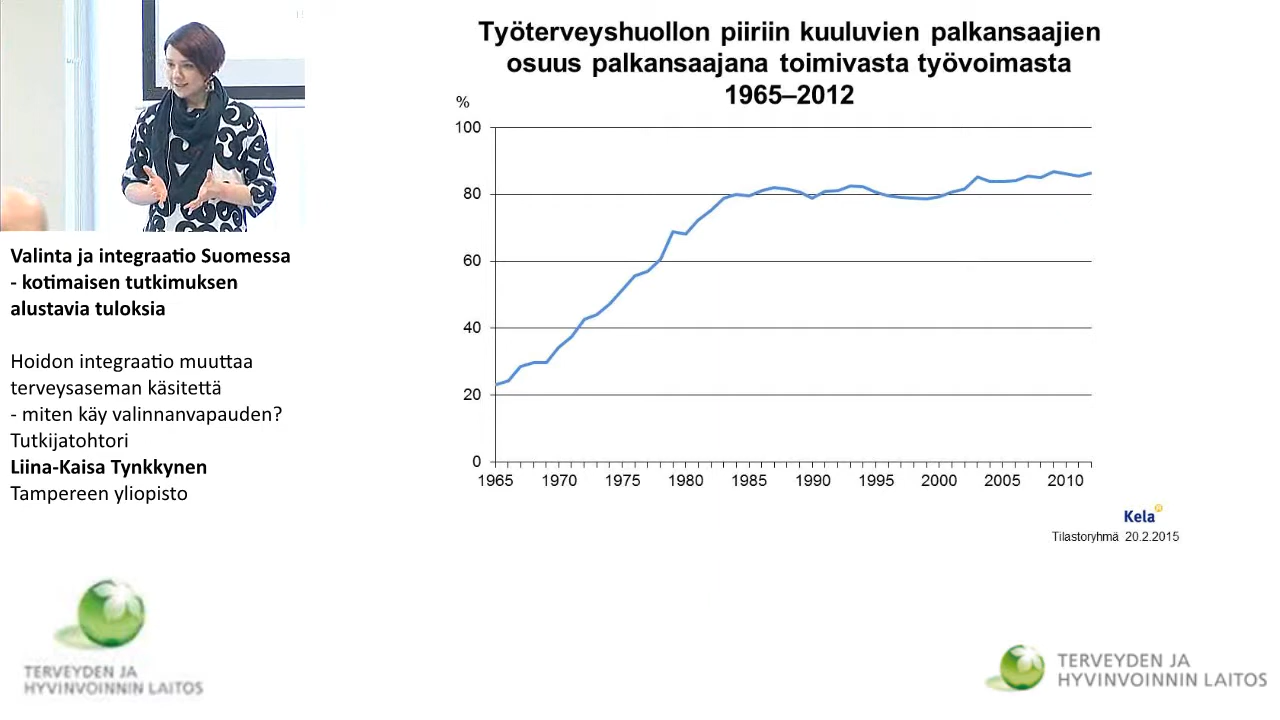 Työterveyshuollon piiriin kuuluvien palkansaajien
osuus palkansaajana toimivasta työvoimasta
1965–2012
%
100
80
60
40
20
0
1965 1970 1975 1980 1985 1990 1995 2000 2005 2010
Kela
Tilastoryhmä 20.2.2015
Valinta ja integraatio Suomessa
- kotimaisen tutkimuksen
alustavia tuloksia
Hoidon integraatio muuttaa
terveysaseman käsitettä
- miten käy valinnanvapauden?
Tutkijatohtori
Liina-Kaisa Tynkkynen
Tampereen yliopisto
TERVEYDEN JA
HYVINVOINNIN LAITOS
TERVEYDEN JA
HYVINVOINNIN LAITOS